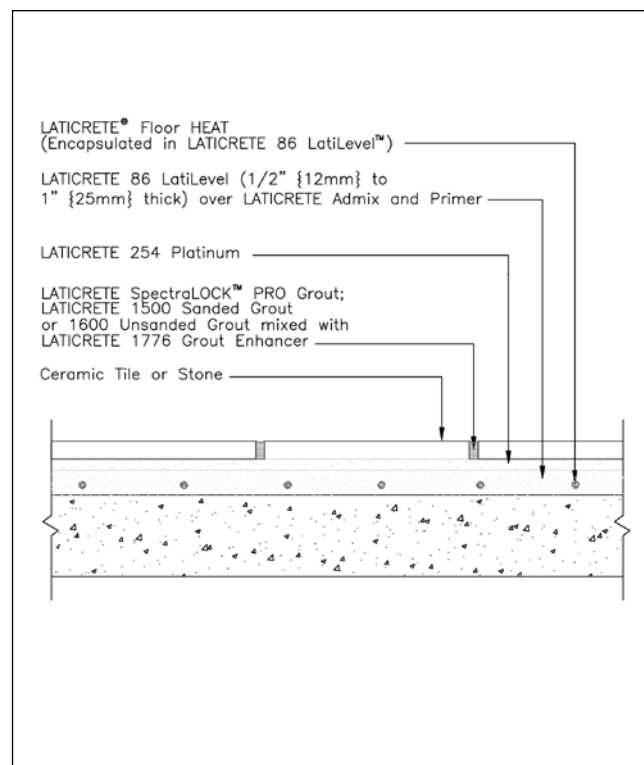 LATICRETE® Floor HEAT
(Encapsulated in LATICRETE 86 LatiLevel™)
LATICRETE 86 LatiLevel (1/2" {12mm} to
1" {25mm} thick) over LATICRETE Admix and Primer
LATICRETE 254 Platinum
LATICRETE SpectraLOCK™ PRO Grout;
LATICRETE 1500 Sanded Grout
or 1600 Unsanded Grout mixed with
LATICRETE 1776 Grout Enhancer
Ceramic Tile or Stone